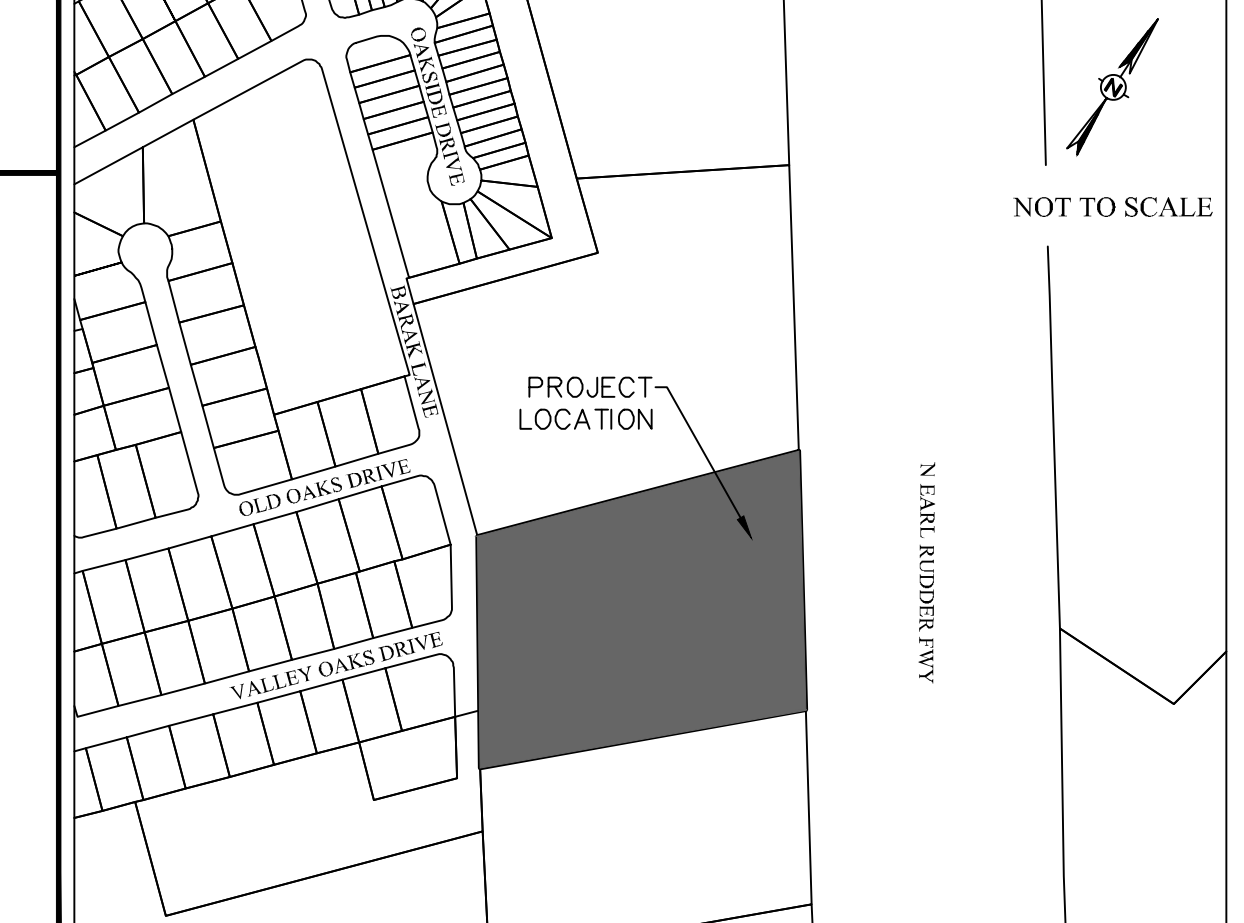 OAKSIDE DRIVE
N
NOT TO SCALE
BARAK LANE
PROJECT
LOCATION
OLD OAKS DRIVE
N EARL RUDDER FWY
VALLEY OAKS DRIVE